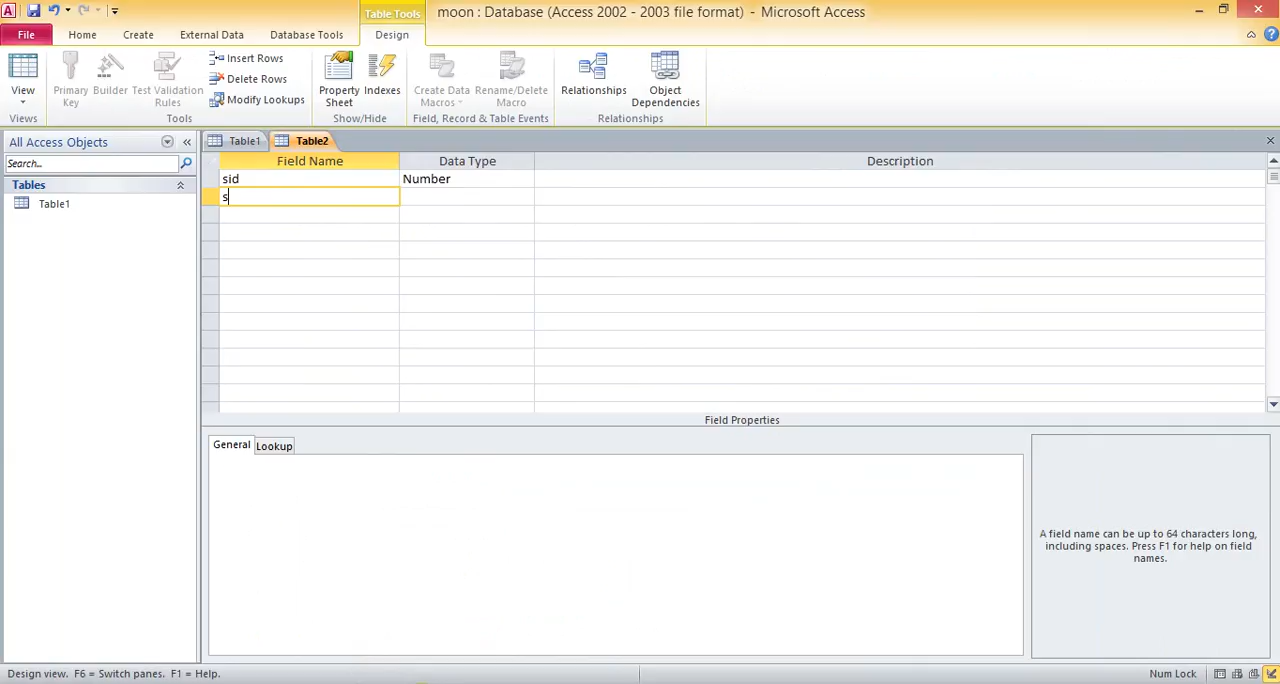 Table Tools
moon : Database (Access 2002 - 2003 file format) - Microsoft Access
File Home Create External Data Database Tools Design
View
Primary Key
Builder
Test Validation Rules
Insert Rows
Delete Rows
Modify Lookups
Property Sheet
Indexes
Create Data Macros
Rename/Delete Macro
Relationships
Object Dependencies
Views Tools Show/Hide Field, Record & Table Events Relationships
All Access Objects
Search...
Tables
Table1
Table1 Table2
Field Name Data Type Description
sid Number
s
Field Properties
General Lookup
A field name can be up to 64 characters long,
including spaces. Press F1 for help on field
names.
Design view. F6 = Switch panes. F1 = Help.
Num Lock